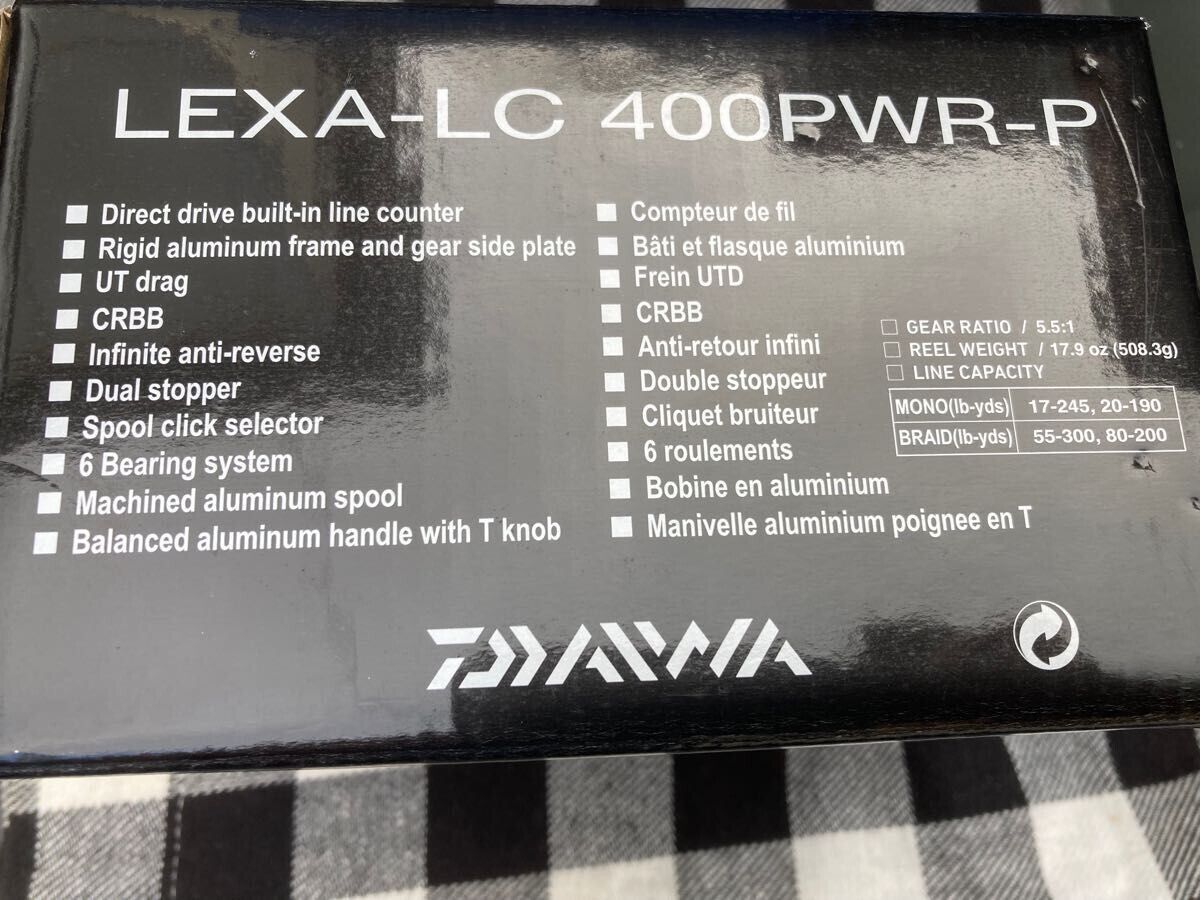 LEXA-LC 400PWR-P
■ Direct drive built-in line counter
■ Rigid aluminum frame and gear side plate
■ UT drag
■ CRBB
■ Infinite anti-reverse
■ Dual stopper
■ Spool click selector
■ 6 Bearing system
■ Machined aluminum spool
■ Balanced aluminum handle with T knob
■ Compteur de fil
■ Bâti et flasque aluminium
■ Frein UTD
■ CRBB
■ Anti-retour infini
■ Double stoppeur
■ Cliquet bruiteur
■ 6 roulements
■ Bobine en aluminium
■ Manivelle aluminium poignee en T
□ GEAR RATIO / 5.5:1
□ REEL WEIGHT / 17.9 oz (508.3g)
□ LINE CAPACITY
MONO(lb-yds) 17-245, 20-190
BRAID(lb-yds) 55-300, 80-200
DAIWA